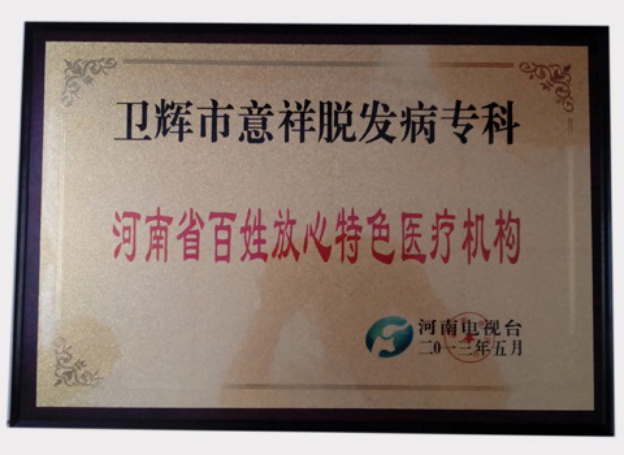 卫辉市意祥脱发病专科
河南省百姓放心特色医疗机构
河南电视台
二〇一三年五月